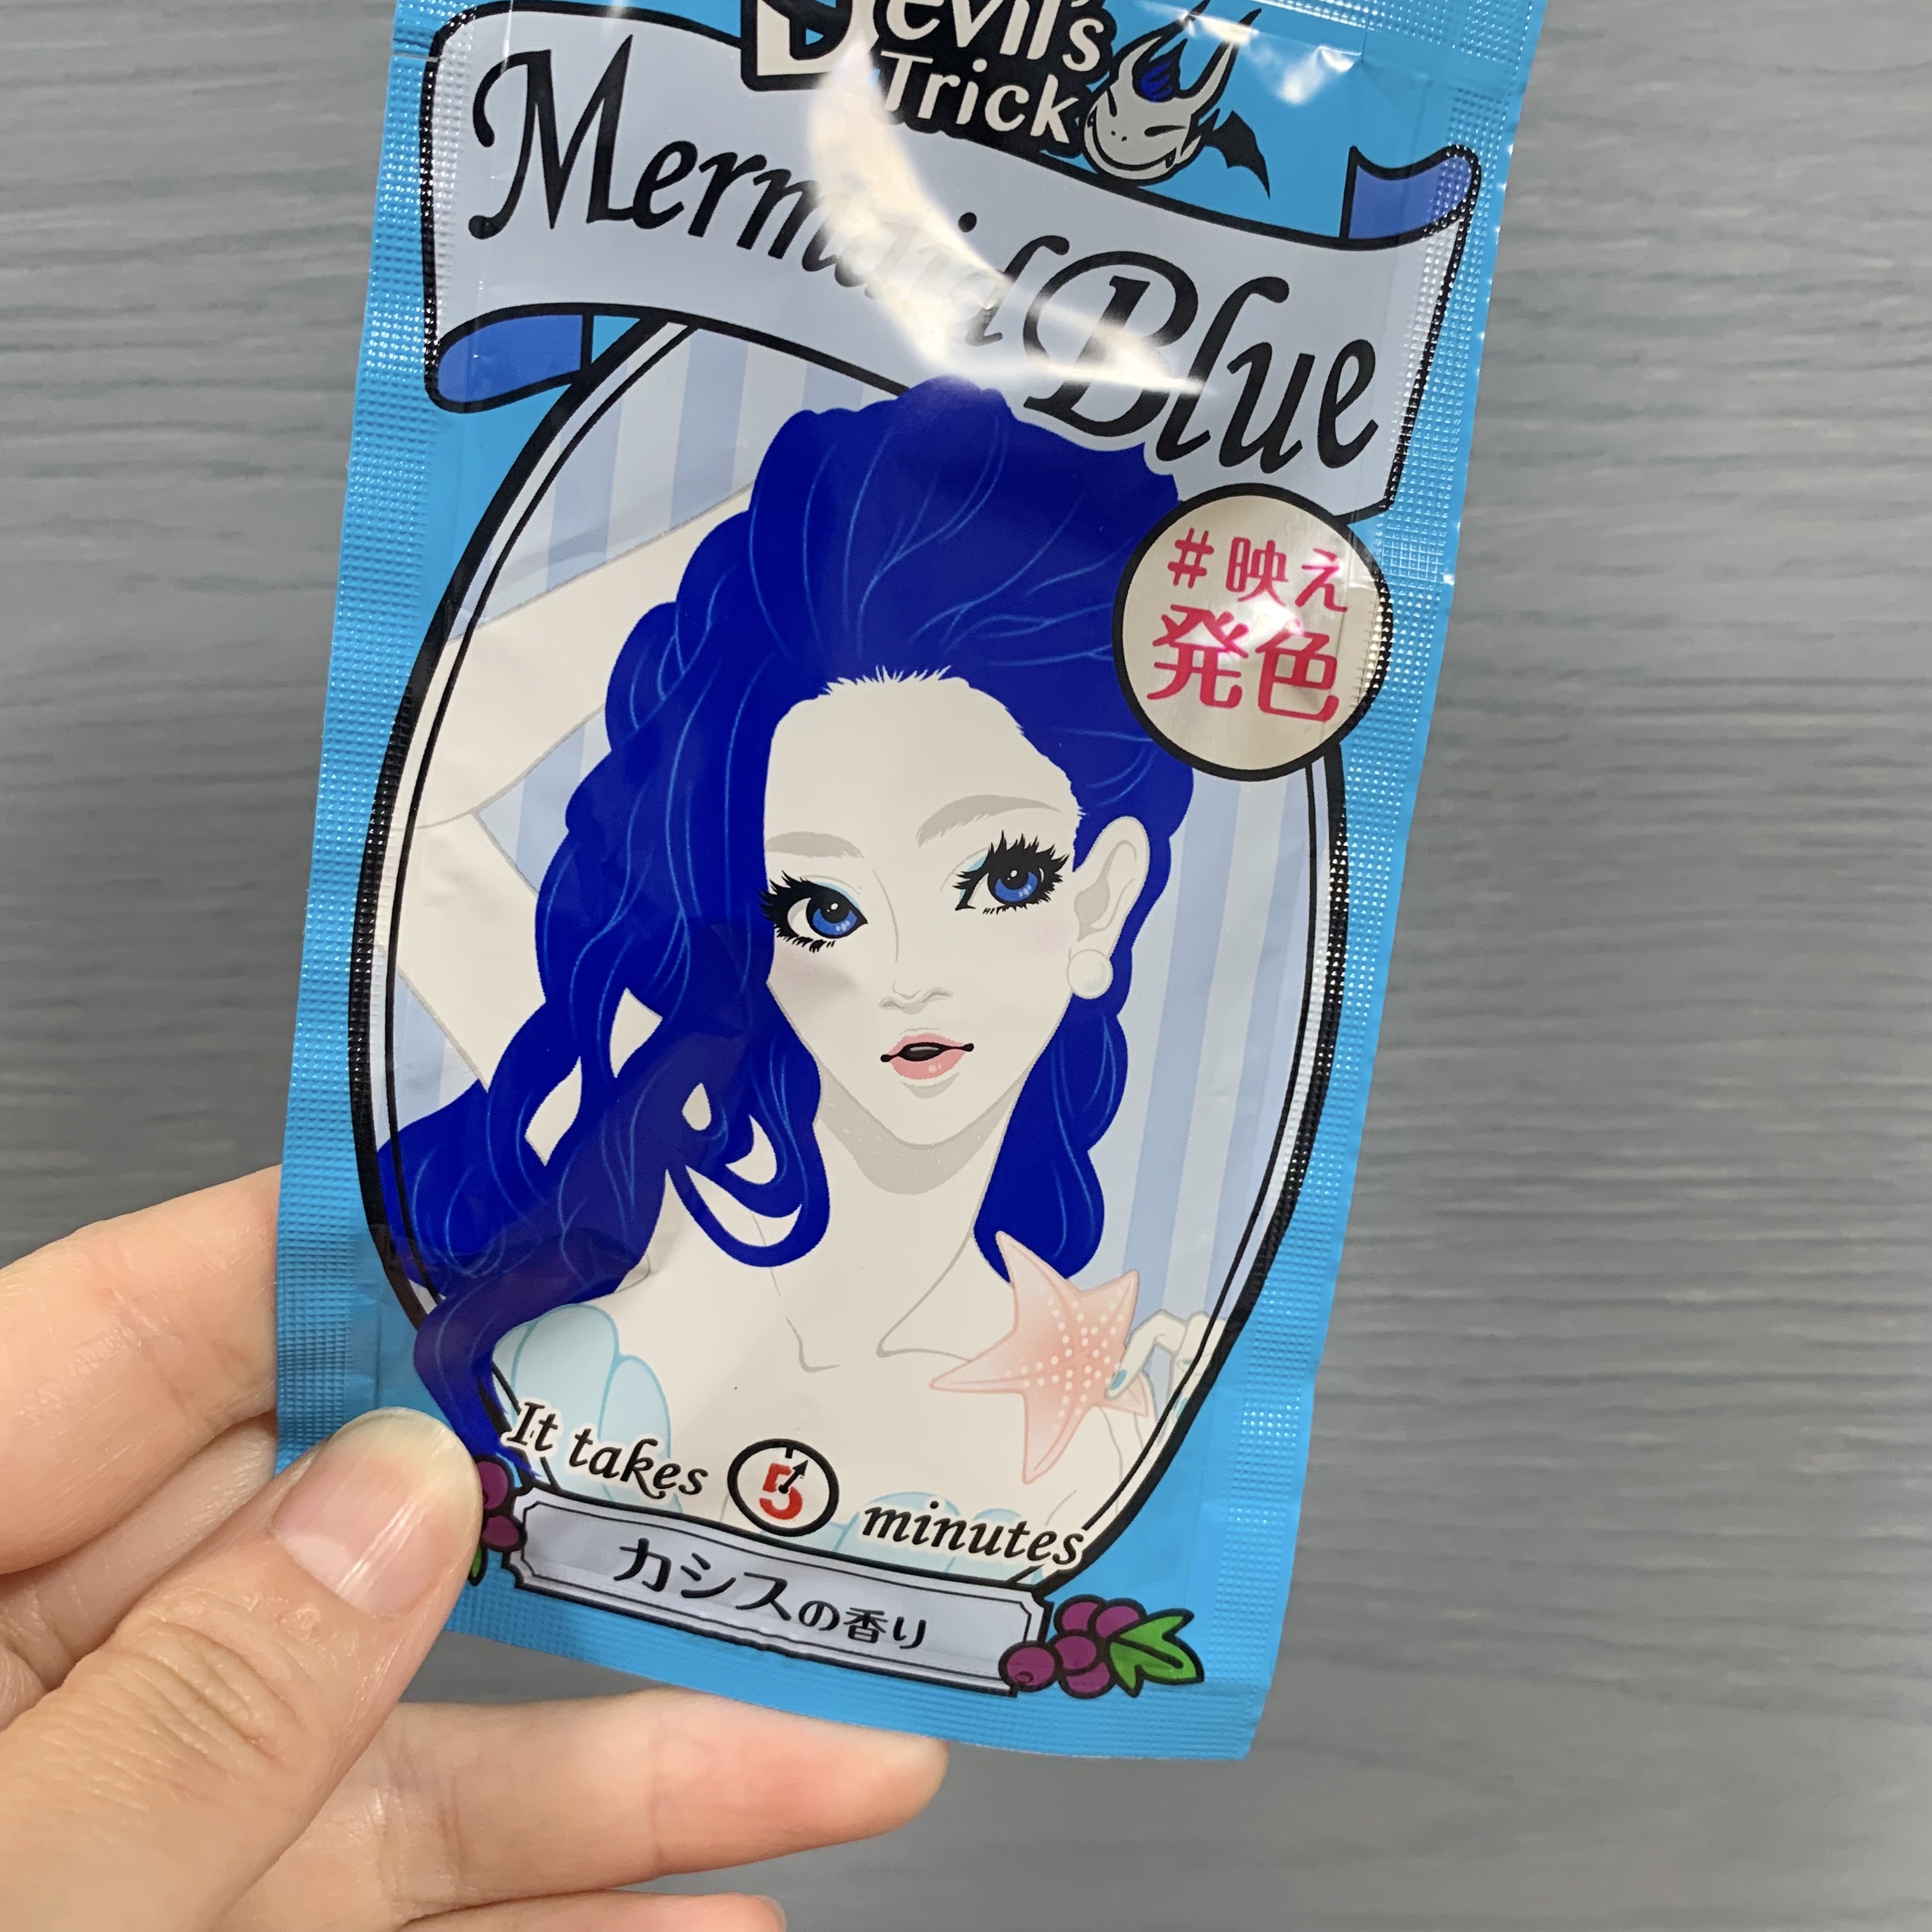 Devil's
Trick
Mermaid Blue
#映え
発色
It takes 5 minutes
カシスの香り